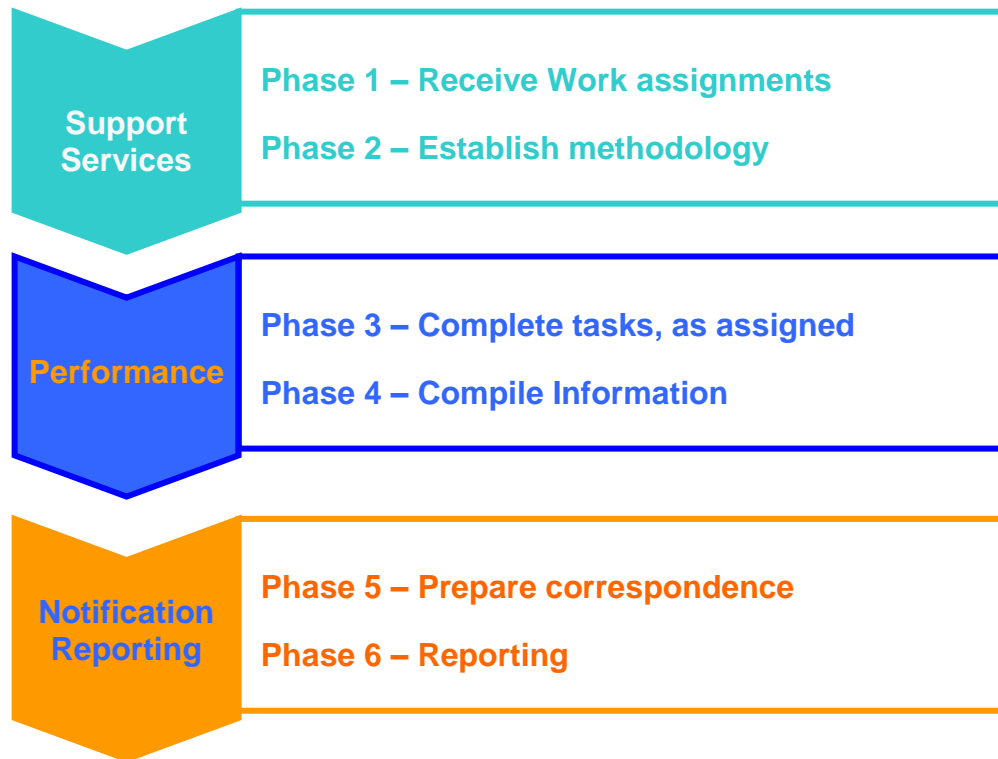 Support
Services
Phase 1 – Receive Work assignments
Phase 2 – Establish methodology
Performance
Phase 3 – Complete tasks, as assigned
Phase 4 – Compile Information
Notification
Reporting
Phase 5 – Prepare correspondence
Phase 6 – Reporting